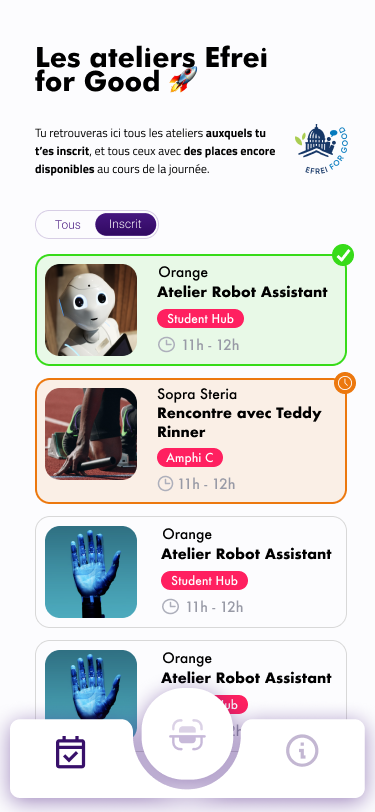 Les ateliers Efrei
for Good 🚀
Tu retrouveras ici tous les ateliers auxquels tu
t'es inscrit, et tous ceux avec des places encore
disponibles au cours de la journée.
EFREI FOR GOOD
Tous
Inscrit
Orange
Atelier Robot Assistant
Student Hub
11h - 12h
Sopra Steria
Rencontre avec Teddy
Rinner
Amphi C
11h - 12h
Orange
Atelier Robot Assistant
Student Hub
11h - 12h
Orange
Atelier Robot Assistant